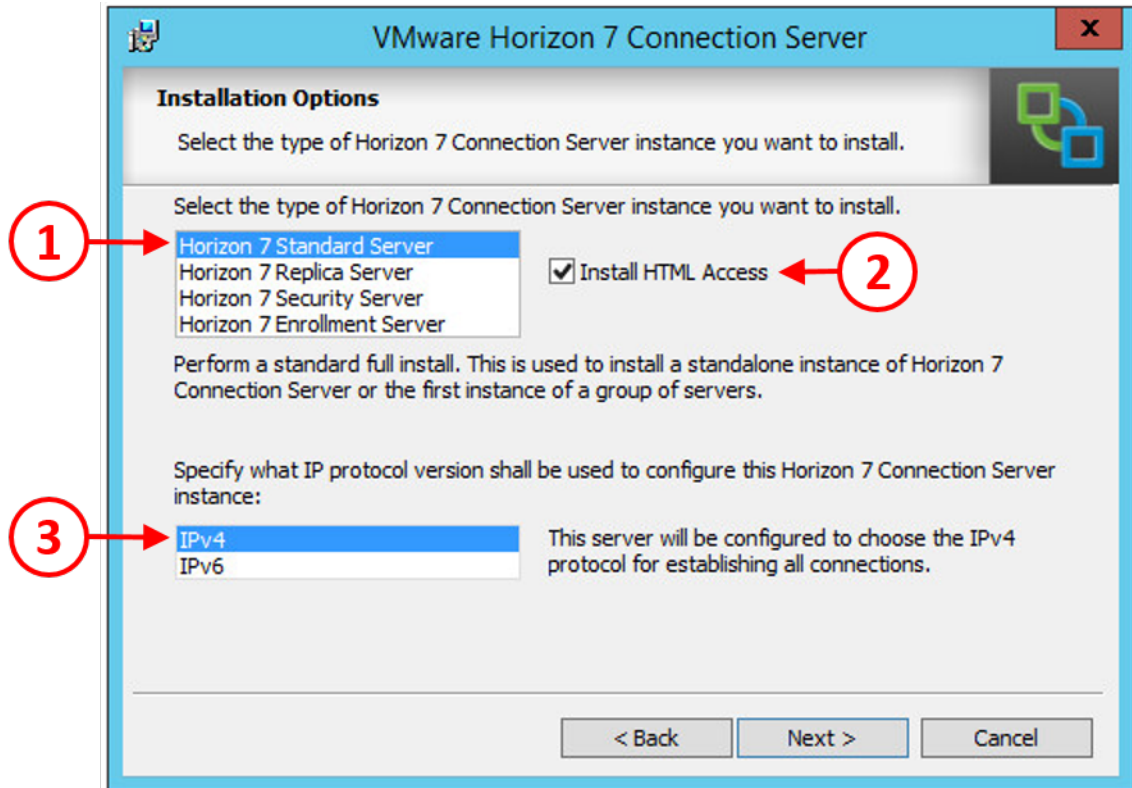 VMware Horizon 7 Connection Server
x
Installation Options
Select the type of Horizon 7 Connection Server instance you want to install.
Select the type of Horizon 7 Connection Server instance you want to install.
1
Horizon 7 Standard Server
Horizon 7 Replica Server
Horizon 7 Security Server
Horizon 7 Enrollment Server
Install HTML Access
2
Perform a standard full install. This is used to install a standalone instance of Horizon 7
Connection Server or the first instance of a group of servers.
Specify what IP protocol version shall be used to configure this Horizon 7 Connection Server
instance:
3
IPv4
IPv6
This server will be configured to choose the IPv4
protocol for establishing all connections.
< Back
Next >
Cancel